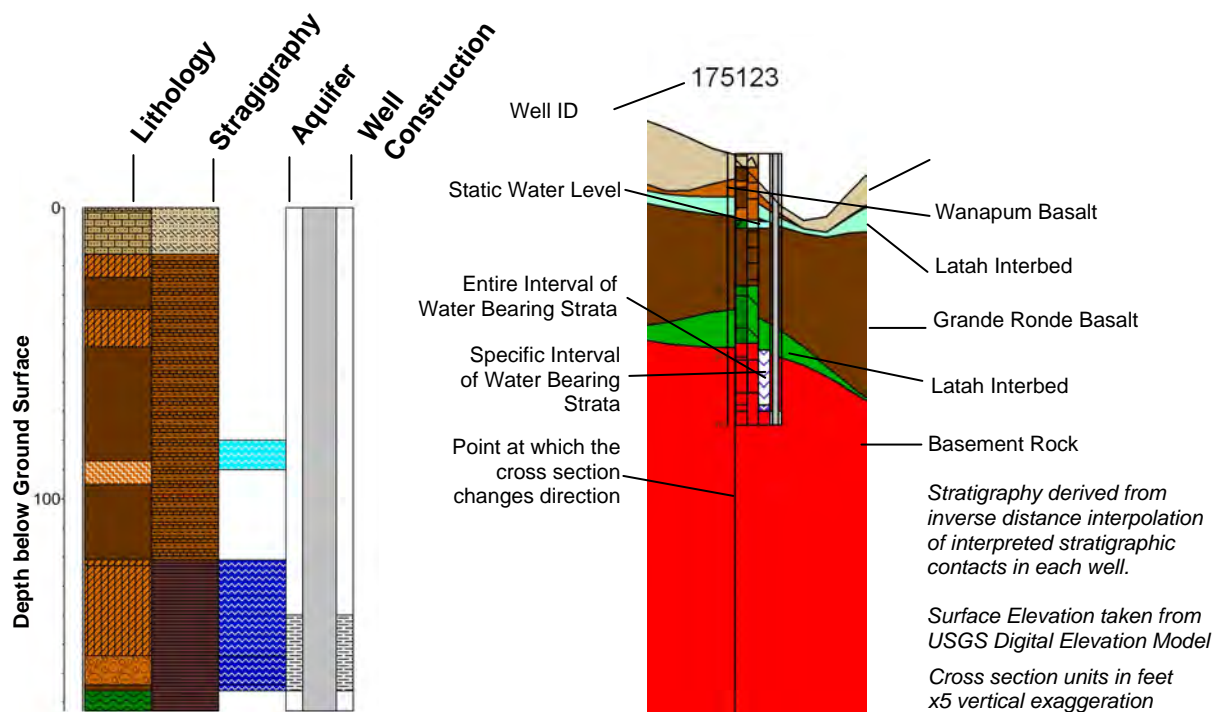 Lithology
Stragigraphy
Aquifer
Well
Construction
Depth below Ground Surface
0
100
175123
Well ID
Static Water Level
Entire Interval of
Water Bearing Strata
Specific Interval
of Water Bearing
Strata
Point at which the
cross section
changes direction
Wanapum Basalt
Latah Interbed
Grande Ronde Basalt
Latah Interbed
Basement Rock
Stratigraphy derived from
inverse distance interpolation
of interpreted stratigraphic
contacts in each well.
Surface Elevation taken from
USGS Digital Elevation Model
Cross section units in feet
x5 vertical exaggeration